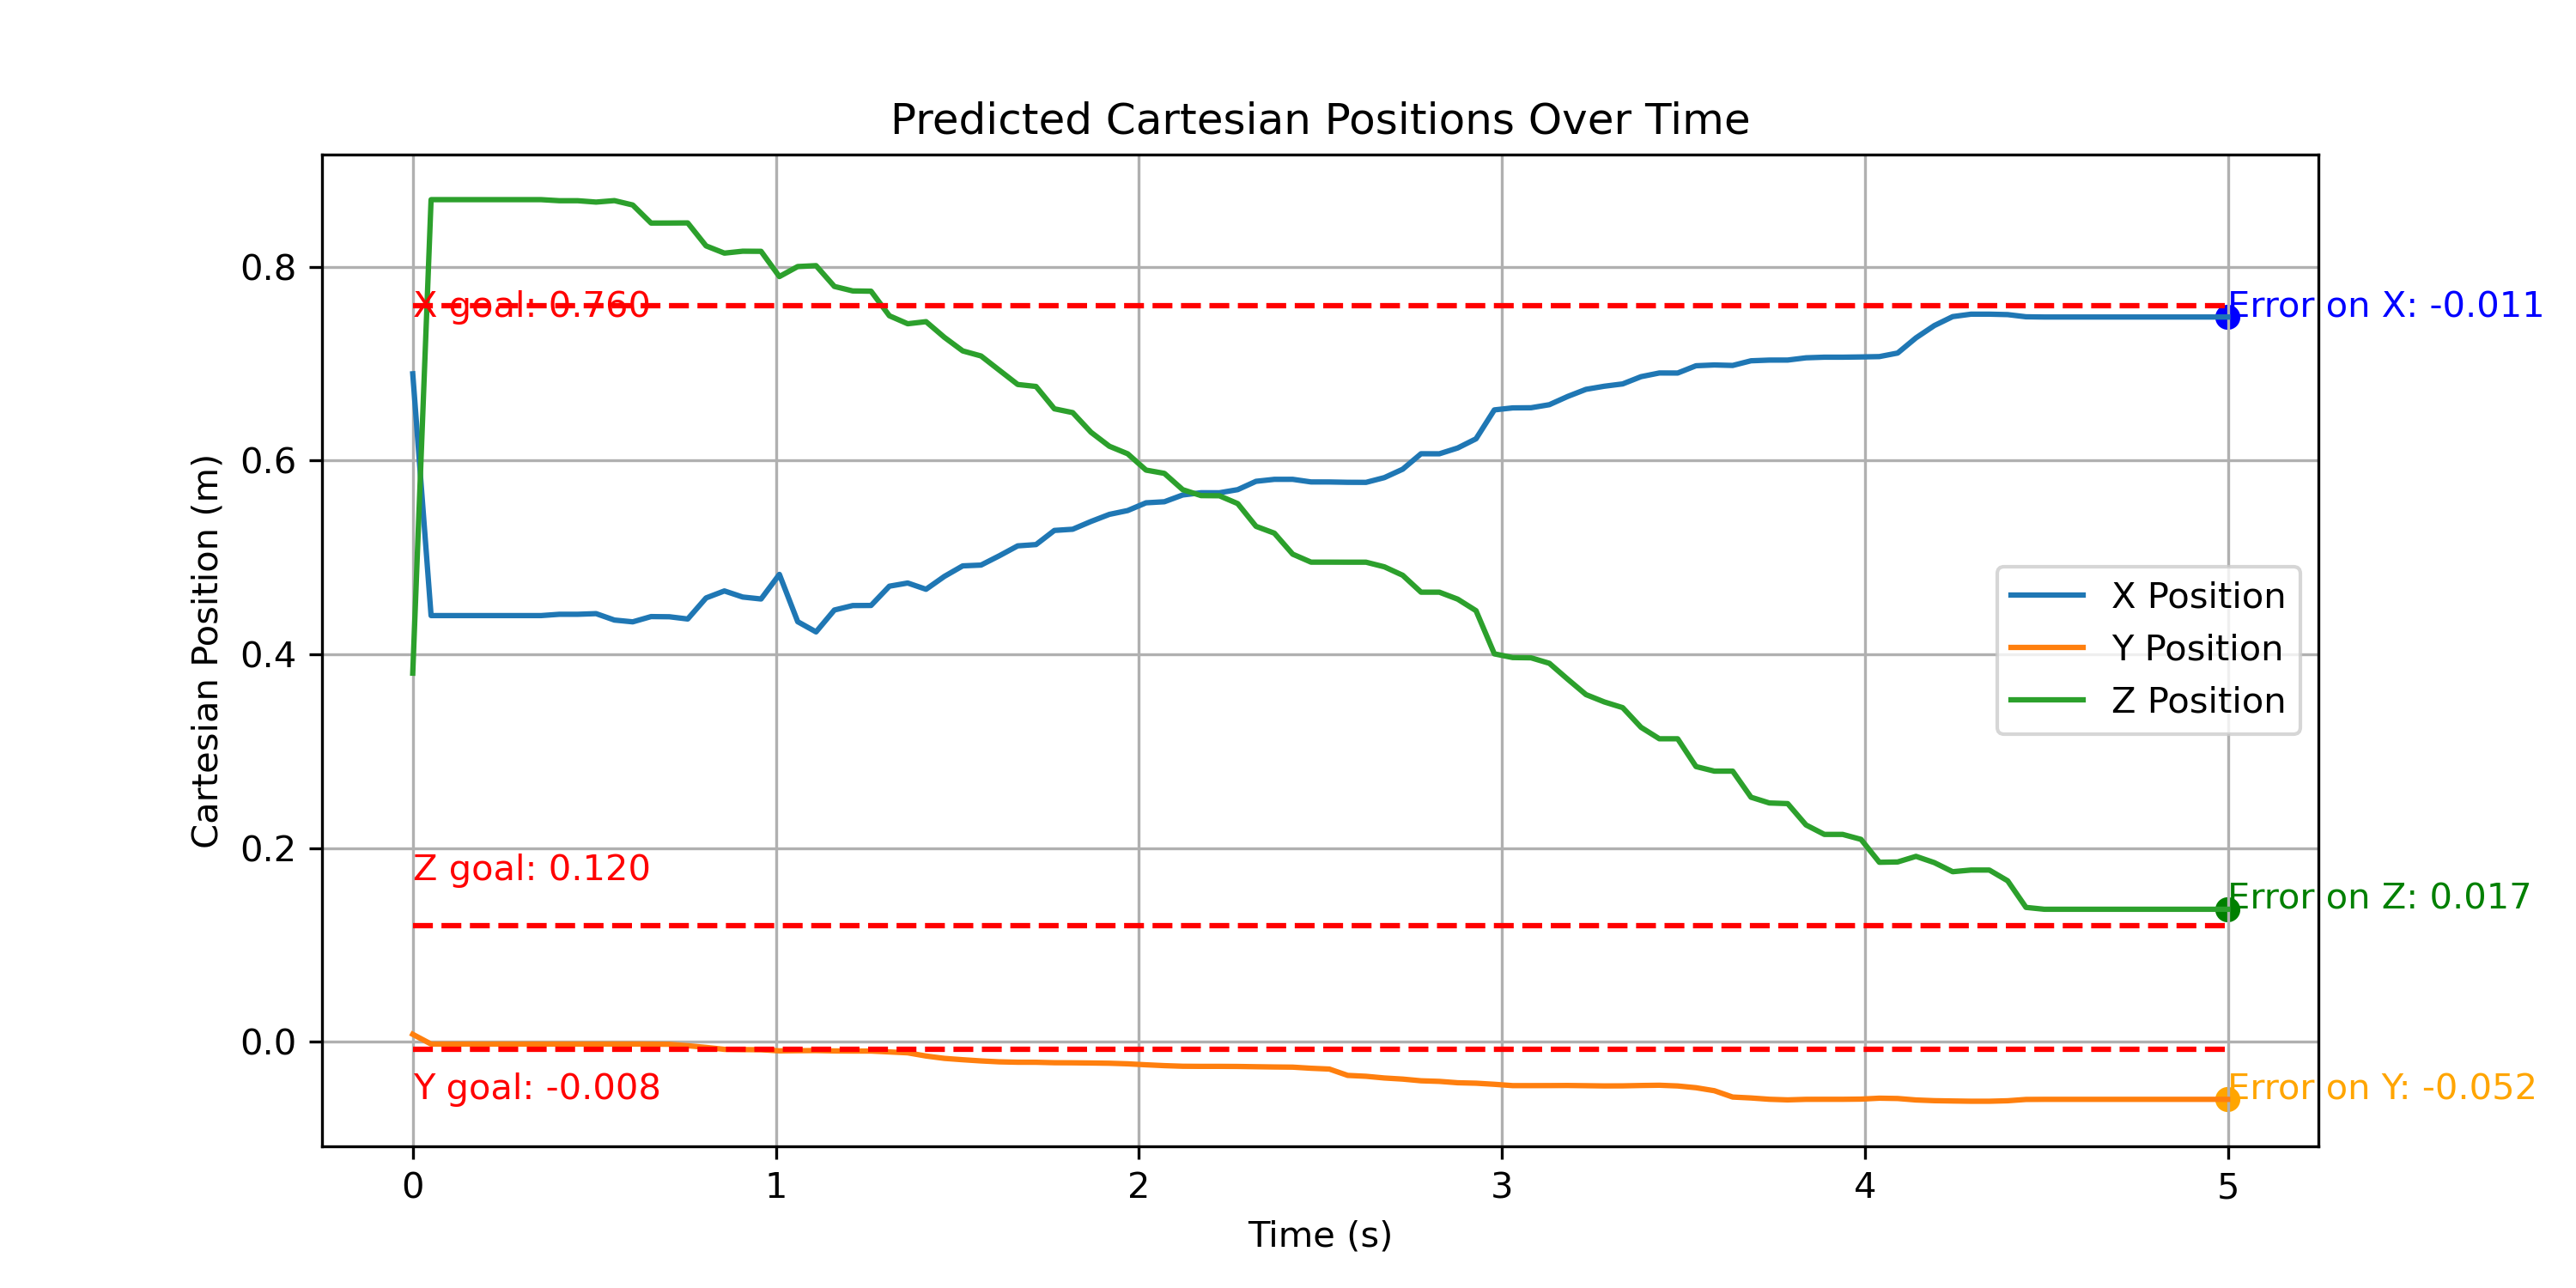 Predicted Cartesian Positions Over Time
Cartesian Position (m)
0.8
0.6
0.4
0.2
0.0
X goal: 0.760
Error on X: -0.011
X Position
Y Position
Z Position
Z goal: 0.120
Error on Z: 0.017
Y goal: -0.008
Error on Y: -0.052
0 1 2 3 4 5
Time (s)